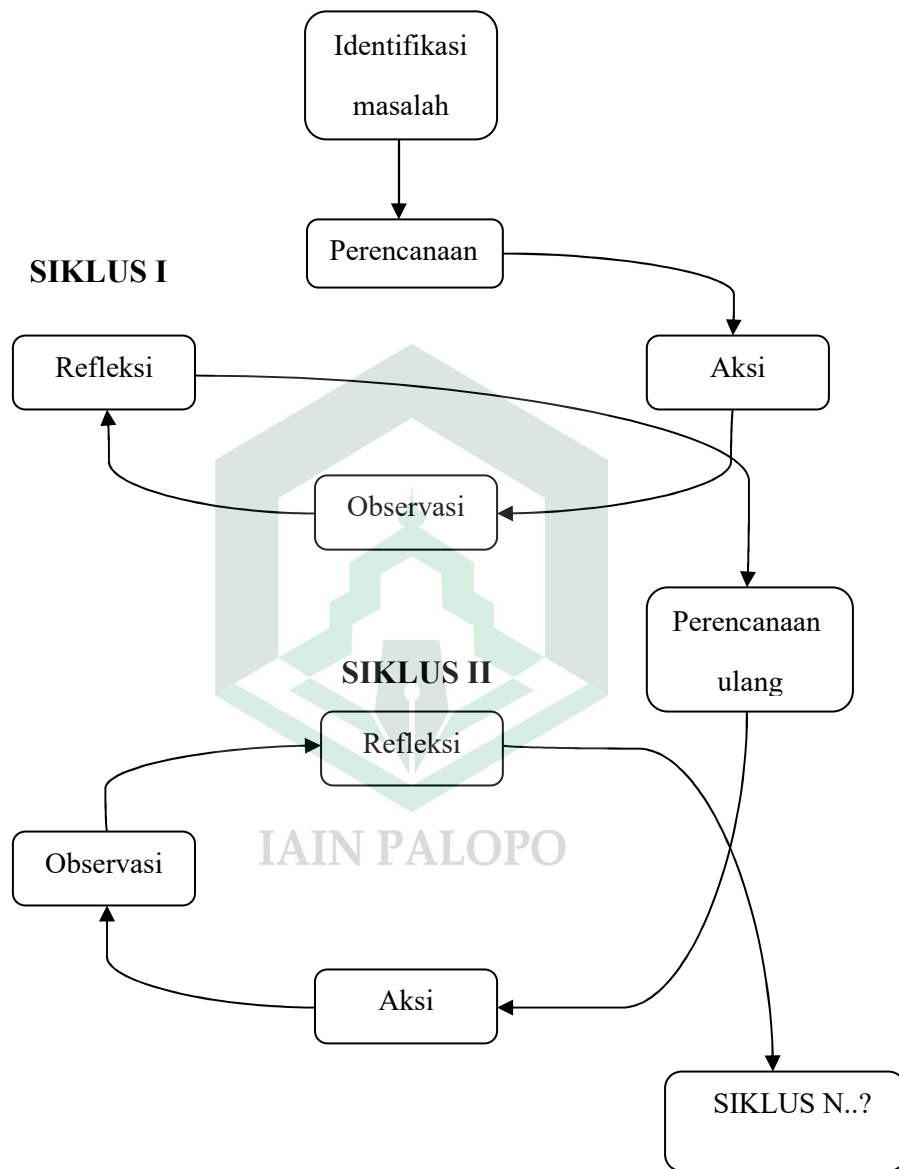 Identifikasi
masalah
Perencanaan
SIKLUS I
Refleksi
Aksi
Observasi
Perencanaan
ulang
SIKLUS II
Refleksi
Observasi
IAIN PALOPO
Aksi
SIKLUS N..?